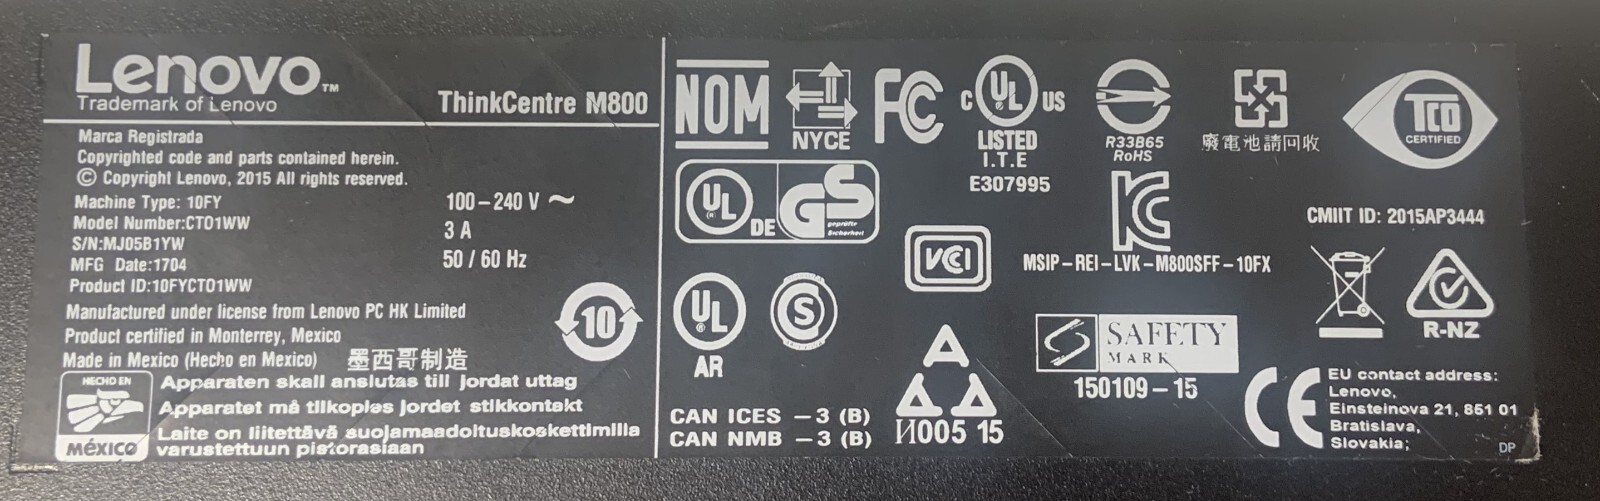 Lenovo™
Trademark of Lenovo
ThinkCentre M800
Marca Registrada
Copyrighted code and parts contained herein.
© Copyright Lenovo, 2015 All rights reserved.
Machine Type: 10FY
Model Number:CTO1WW
S/N:MJ05B1YW
MFG Date:1704
Product ID:10FYCTO1WW
100-240 V ~
3 A
50 / 60 Hz
Manufactured under license from Lenovo PC HK Limited
Product certified in Monterrey, Mexico
Made in Mexico (Hecho en Mexico) 墨西哥制造
10
HECHO EN
MÉXICO
Apparaten skall anslutas till jordat uttag
Apparatet må tilkoples jordet stikkontakt
Laite on liitettävä suojamaadoituskoskettimilla
varustettuun pistorasiaan
NOM
NYCE
FC
C UL US
LISTED
I.T.E
E307995
R33B65
RoHS
廢電池請回收
TCO
CERTIFIED
UL
(R)
DE
GS
geprüfte
Sicherheit
VCI
KC
MSIP-REI-LVK-M800SFF-10FX
CMIIT ID: 2015AP3444
R-NZ
UL
®
AR
S
CAN ICES -3 (B)
CAN NMB -3 (B)
И005 15
SAFETY
MARK
150109-15
CE
EU contact address:
Lenovo,
Einsteinova 21, 851 01
Bratislava,
Slovakia;
DP